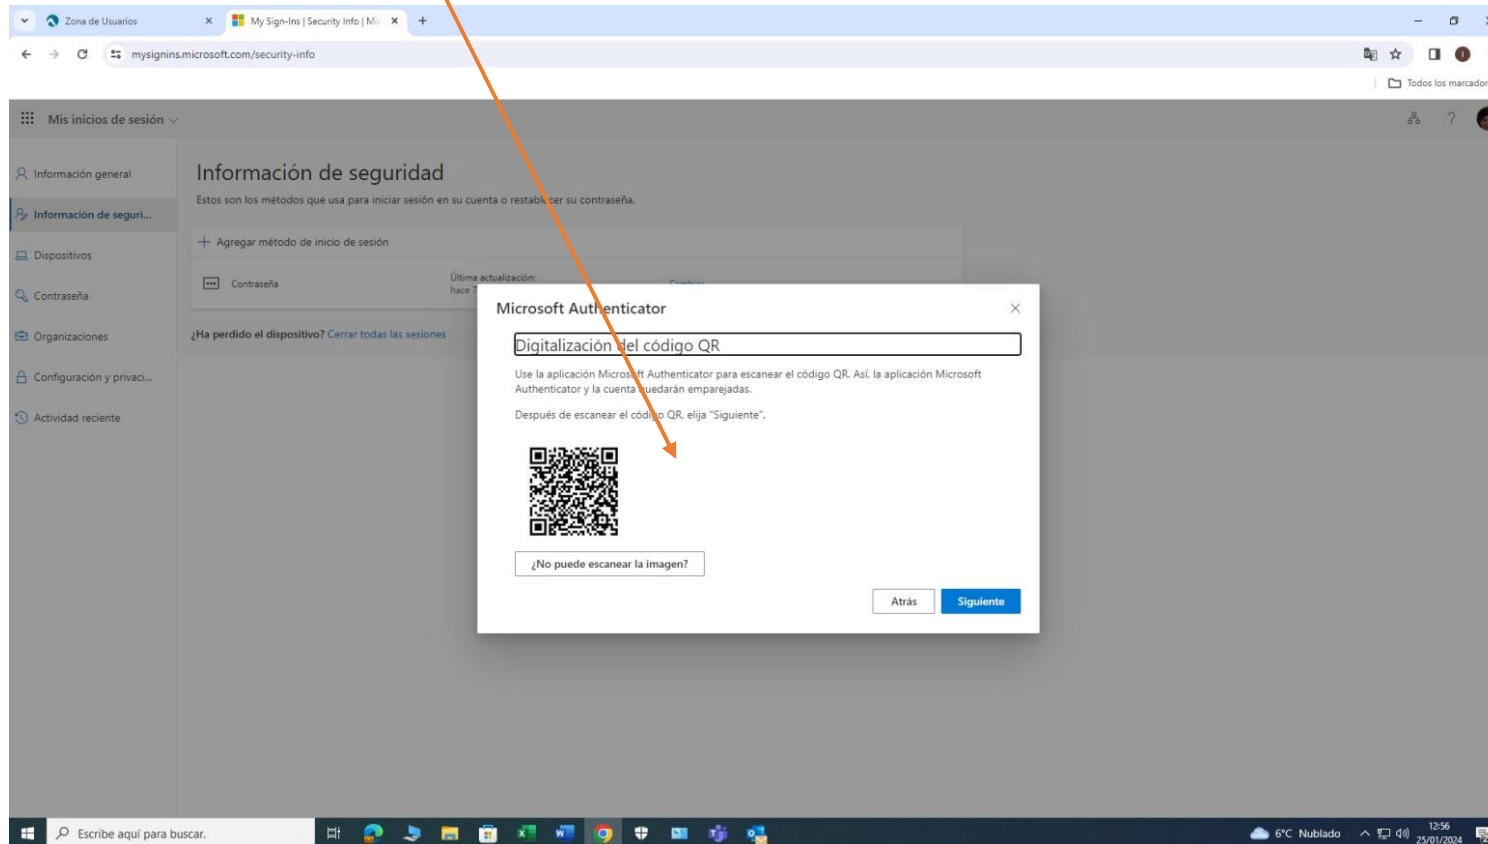 Zona de Usuarios
My Sign-Ins | Security Info | Mic
mysignins.microsoft.com/security-info
Todos los marcador
Mis inicios de sesión
Información general
Información de seguri...
Dispositivos
Contraseña
Organizaciones
Configuración y privaci...
Actividad reciente
Información de seguridad
Estos son los métodos que usa para iniciar sesión en su cuenta o restablecer su contraseña.
Agregar método de inicio de sesión
Contraseña
Última actualización:
hace 7
Cambiar
¿Ha perdido el dispositivo? Cerrar todas las sesiones
Microsoft Authenticator
Digitalización del código QR
Use la aplicación Microsoft Authenticator para escanear el código QR. Así, la aplicación Microsoft
Authenticator y la cuenta quedarán emparejadas.
Después de escanear el código QR, elija "Siguiente".
¿No puede escanear la imagen?
Atrás
Siguiente
Escribe aquí para buscar.
6°C Nublado
12:56
25/01/2024